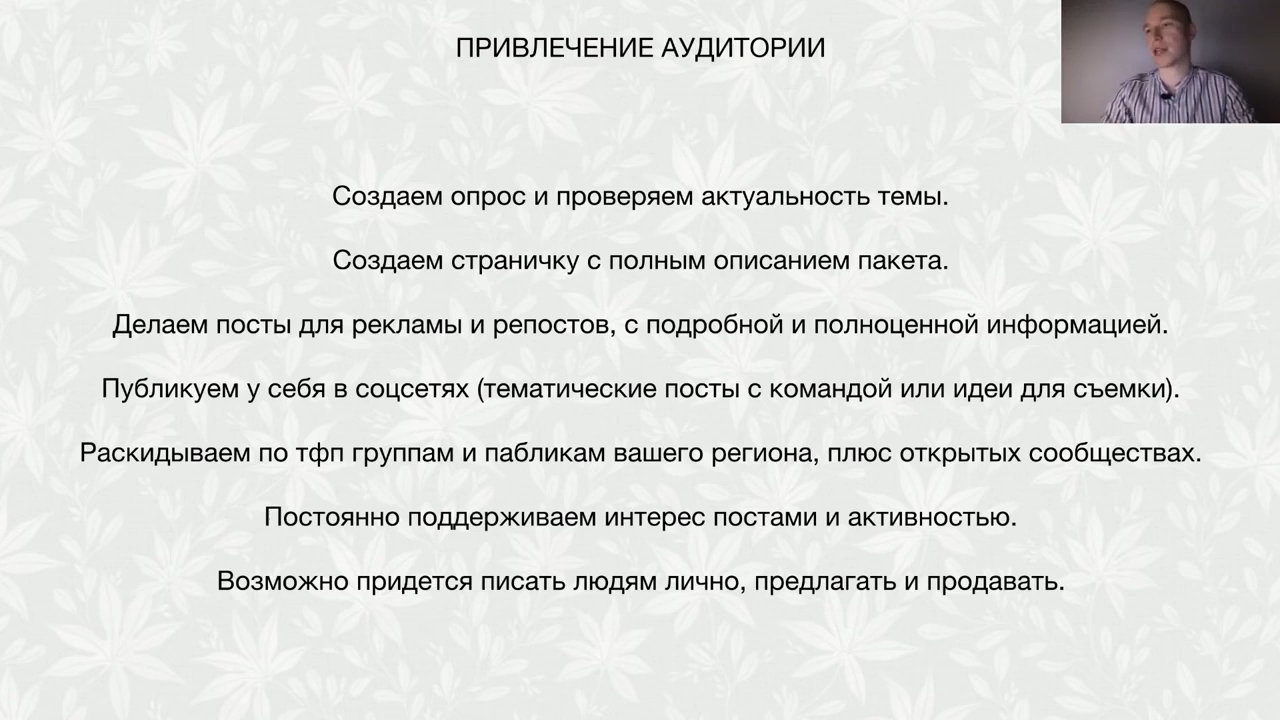 ПРИВЛЕЧЕНИЕ АУДИТОРИИ
Создаем опрос и проверяем актуальность темы.
Создаем страничку с полным описанием пакета.
Делаем посты для рекламы и репостов, с подробной и полноценной информацией.
Публикуем у себя в соцсетях (тематические посты с командой или идеи для съемки).
Раскидываем по тфп группам и пабликам вашего региона, плюс открытых сообществах.
Постоянно поддерживаем интерес постами и активностью.
Возможно придется писать людям лично, предлагать и продавать.